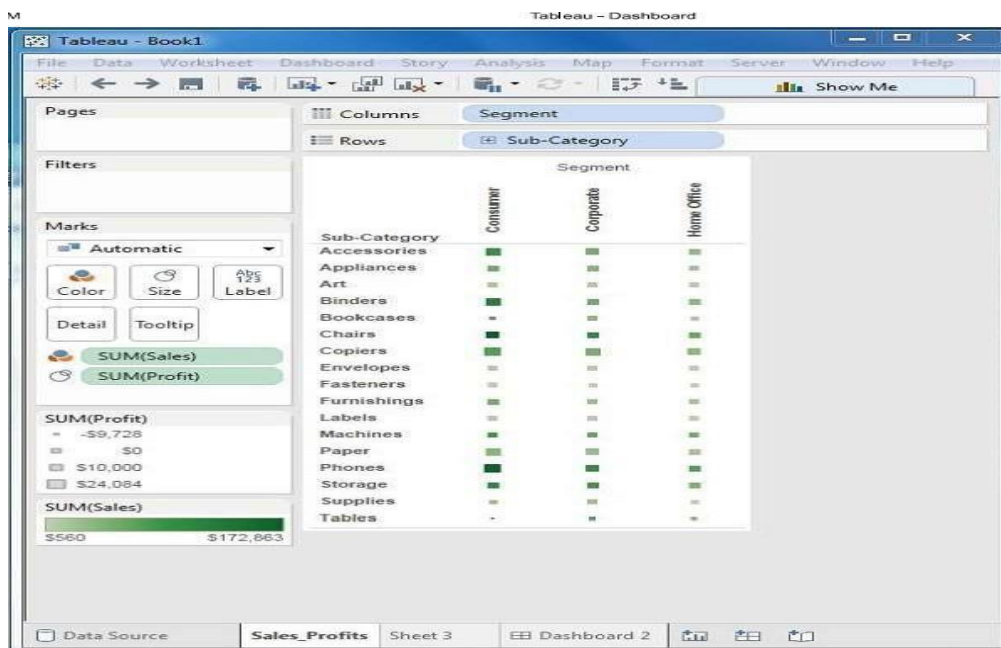 M
Tableau - Dashboard
Tableau - Book1
File Data Worksheet Dashboard Story Analysis Map Format Server Window Help
Show Me
Pages
Columns Segment
Rows Sub-Category
Filters
Segment
Sub-Category Consumer Corporate Home Office
Marks
Automatic
Color Size Abc 123 Label
Detail Tooltip
SUM(Sales)
SUM(Profit)
Accessories
Appliances
Art
Binders
Bookcases
Chairs
Copiers
Envelopes
Fasteners
Furnishings
Labels
Machines
Paper
Phones
Storage
Supplies
Tables
SUM(Profit)
-$9,728
$0
$10,000
$24,084
SUM(Sales)
$560 $172,863
Data Source Sales_Profits Sheet 3 Dashboard 2